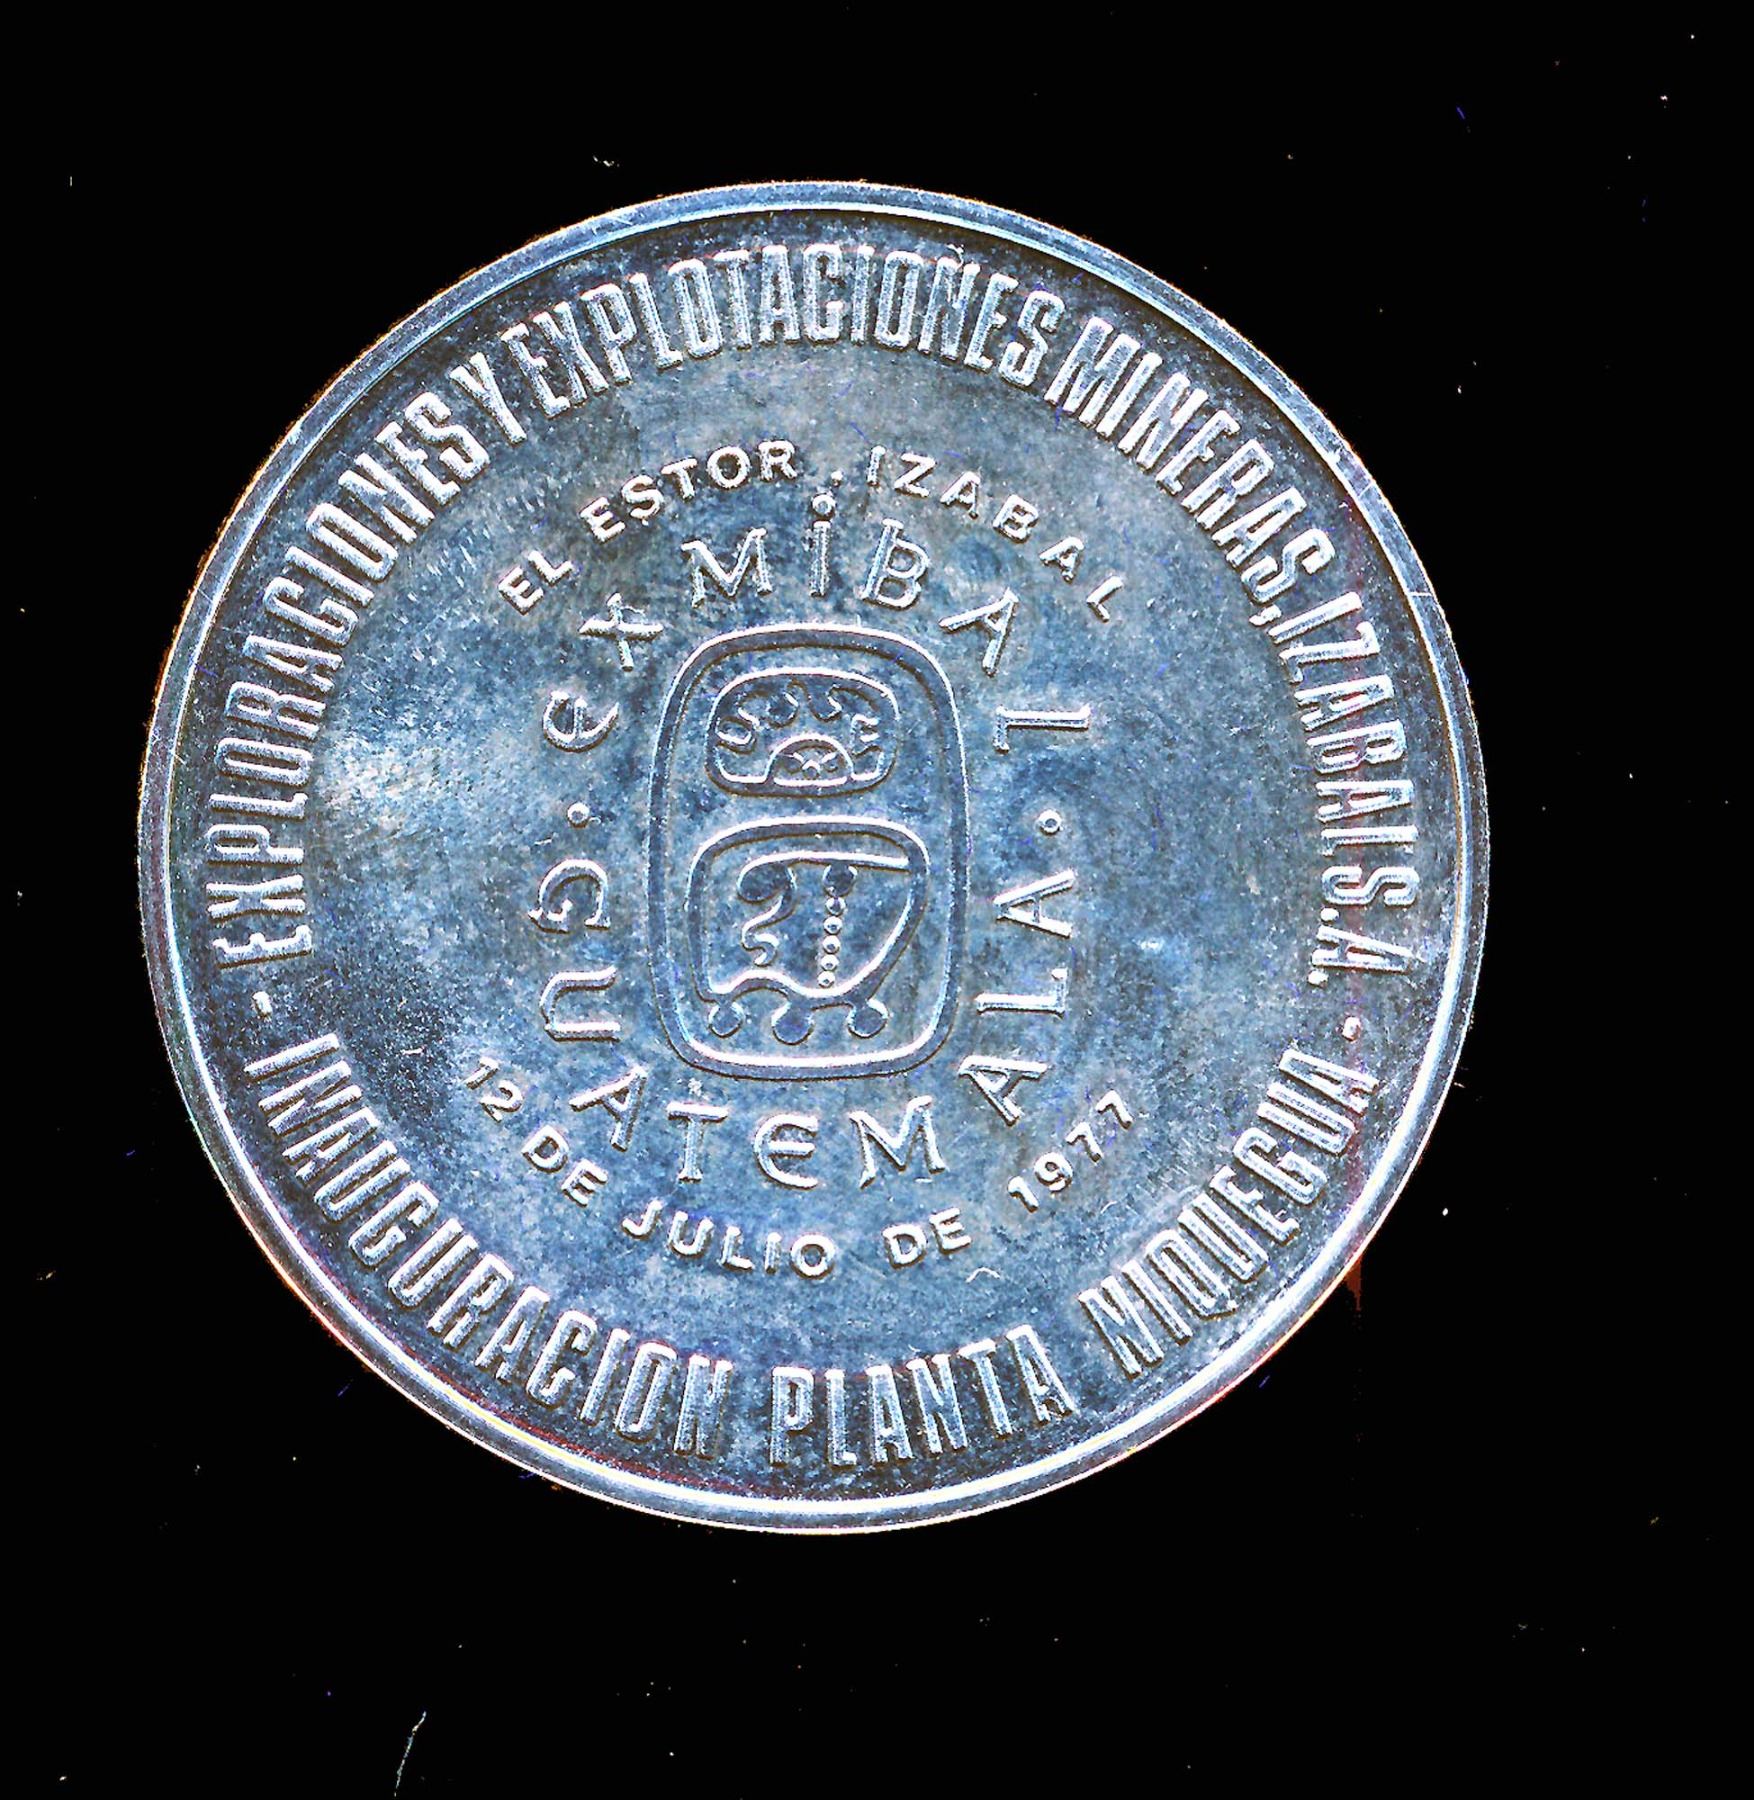 EXPLORACIONES Y EXPLOTACIONES MINERAS, IZABAL S.A.
INAUGURACION PLANTA NIQUEGUA
EL ESTOR . IZABAL
eXMiBAL
GUATEMALA
12 DE JULIO DE 1977